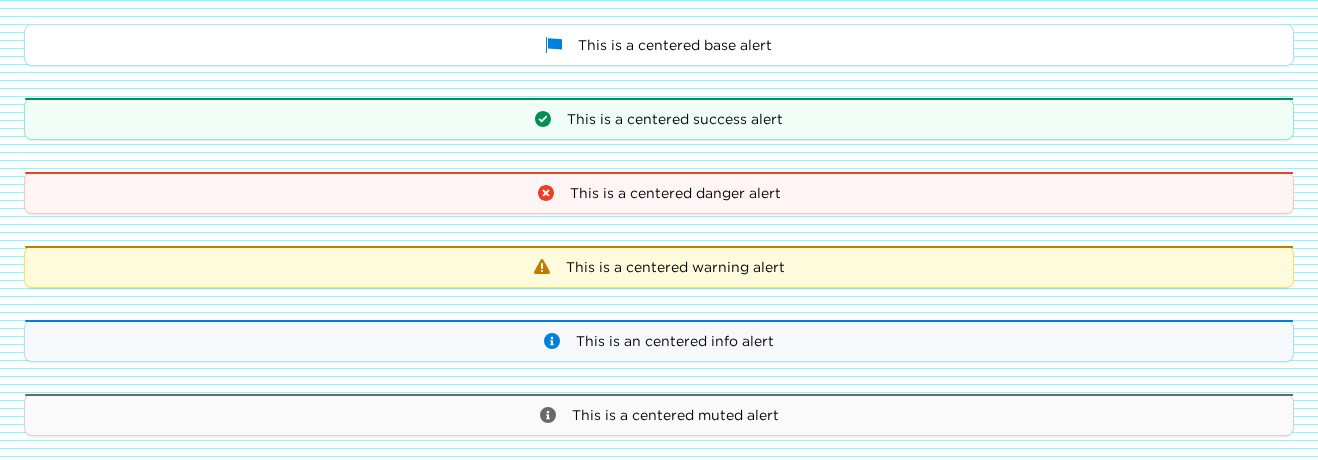 This is a centered base alert
This is a centered success alert
This is a centered danger alert
This is a centered warning alert
This is an centered info alert
This is a centered muted alert